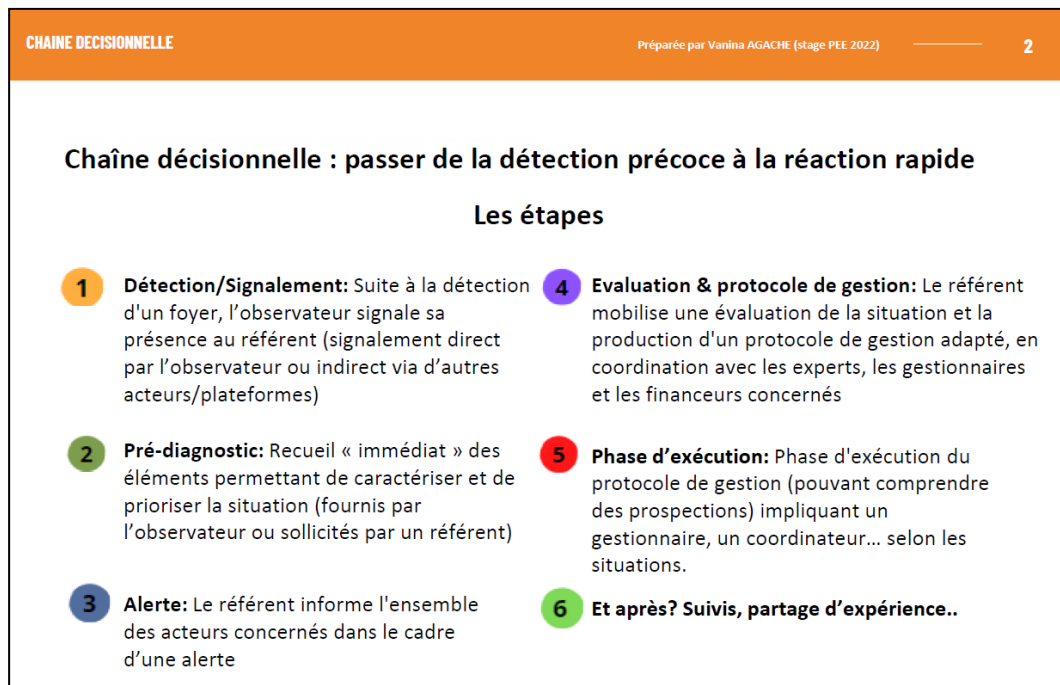 CHAINE DECISIONNELLE
Préparée par Vanina AGACHE (stage PEE 2022)
2
Chaîne décisionnelle : passer de la détection précoce à la réaction rapide
Les étapes
1
Détection/Signalement: Suite à la détection
d'un foyer, l’observateur signale sa
présence au référent (signalement direct
par l’observateur ou indirect via d’autres
acteurs/plateformes)
2
Pré-diagnostic: Recueil « immédiat » des
éléments permettant de caractériser et de
prioriser la situation (fournis par
l’observateur ou sollicités par un référent)
3
Alerte: Le référent informe l'ensemble
des acteurs concernés dans le cadre
d’une alerte
4
Evaluation & protocole de gestion: Le référent
mobilise une évaluation de la situation et la
production d'un protocole de gestion adapté, en
coordination avec les experts, les gestionnaires
et les financeurs concernés
5
Phase d’exécution: Phase d'exécution du
protocole de gestion (pouvant comprendre
des prospections) impliquant un
gestionnaire, un coordinateur… selon les
situations.
6
Et après? Suivis, partage d’expérience..